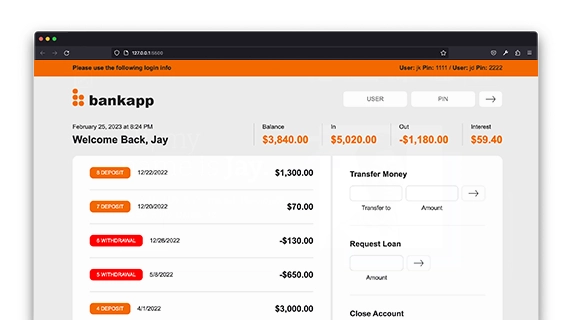 127.0.0.1:5500
Please use the following login info
User: jk Pin: 1111 / User: jd Pin: 2222
bankapp
USER
PIN
February 25, 2023 at 8:24 PM
Welcome Back, Jay
Balance
$3,840.00
In
$5,020.00
Out
-$1,180.00
Interest
$59.40
8 DEPOSIT 12/22/2022 $1,300.00
7 DEPOSIT 12/20/2022 $70.00
6 WITHDRAWAL 12/26/2022 -$130.00
5 WITHDRAWAL 5/8/2022 -$650.00
4 DEPOSIT 4/1/2022 $3,000.00
Transfer Money
Transfer to
Amount
Request Loan
Amount
Close Account